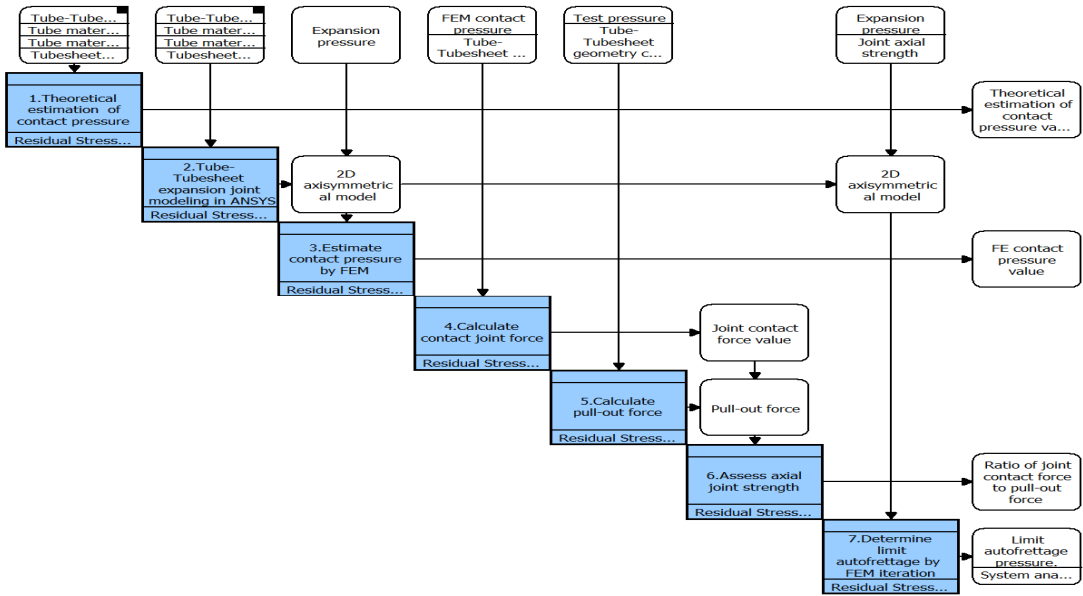 Tube-Tube...
Tube mater...
Tube mater...
Tubesheet...
Tube-Tube...
Tube mater...
Tube mater...
Tubesheet...
Expansion
pressure
FEM contact
pressure
Tube-
Tubesheet ...
Test pressure
Tube-
Tubesheet
geometry c...
Expansion
pressure
Joint axial
strength
1.Theoretical
estimation of
contact pressure
Residual Stress...
Theoretical
estimation of
contact
pressure va...
2.Tube-
Tubesheet
expansion joint
modeling in ANSYS
Residual Stress...
2D
axisymmetric
al model
2D
axisymmetric
al model
3.Estimate
contact pressure
by FEM
Residual Stress...
FE contact
pressure
value
4.Calculate
contact joint force
Residual Stress...
Joint contact
force value
5.Calculate
pull-out force
Residual Stress...
Pull-out force
6.Assess axial
joint strength
Residual Stress...
Ratio of joint
contact force
to pull-out
force
7.Determine
limit
autofrettage by
FEM iteration
Residual Stress...
Limit
autofrettage
pressure.
System ana...